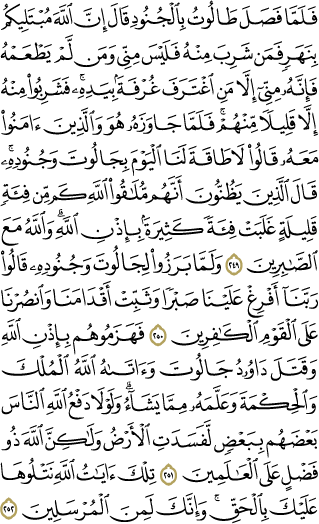 فَلَمَّا فَصَلَ طَالُوتُ بِالْجُنُودِ قَالَ إِنَّ اللَّهَ مُبْتَلِيكُم
بِنَهَرٍ فَمَن شَرِبَ مِنْهُ فَلَيْسَ مِنِّي وَمَن لَّمْ يَطْعَمْهُ
فَإِنَّهُ مِنِّي إِلَّا مَنِ اغْتَرَفَ غُرْفَةً بِيَدِهِ ۚ فَشَرِبُوا مِنْهُ
إِلَّا قَلِيلًا مِّنْهُمْ ۚ فَلَمَّا جَاوَزَهُ هُوَ وَالَّذِينَ ءَامَنُوا
مَعَهُ قَالُوا لَا طَاقَةَ لَنَا الْيَوْمَ بِجَالُوتَ وَجُنُودِهِ ۚ
قَالَ الَّذِينَ يَظُنُّونَ أَنَّهُم مُّلَاقُوا اللَّهِ كَم مِّن فِئَةٍ
قَلِيلَةٍ غَلَبَتْ فِئَةً كَثِيرَةً بِإِذْنِ اللَّهِ ۗ وَاللَّهُ مَعَ
الصَّابِرِينَ ٢٤٩ وَلَمَّا بَرَزُوا لِجَالُوتَ وَجُنُودِهِ قَالُوا
رَبَّنَا أَفْرِغْ عَلَيْنَا صَبْرًا وَثَبِّتْ أَقْدَامَنَا وَانصُرْنَا
عَلَى الْقَوْمِ الْكَافِرِينَ ٢٥٠ فَهَزَمُوهُم بِإِذْنِ اللَّهِ
وَقَتَلَ دَاوُودُ جَالُوتَ وَءَاتَاهُ اللَّهُ الْمُلْكَ
وَالْحِكْمَةَ وَعَلَّمَهُ مِمَّا يَشَاءُ ۗ وَلَوْلَا دَفْعُ اللَّهِ النَّاسَ
بَعْضَهُم بِبَعْضٍ لَّفَسَدَتِ الْأَرْضُ وَلَٰكِنَّ اللَّهَ ذُو
فَضْلٍ عَلَى الْعَالَمِينَ ٢٥١ تِلْكَ ءَايَاتُ اللَّهِ نَتْلُوهَا
عَلَيْكَ بِالْحَقِّ ۚ وَإِنَّكَ لَمِنَ الْمُرْسَلِينَ ٢٥٢